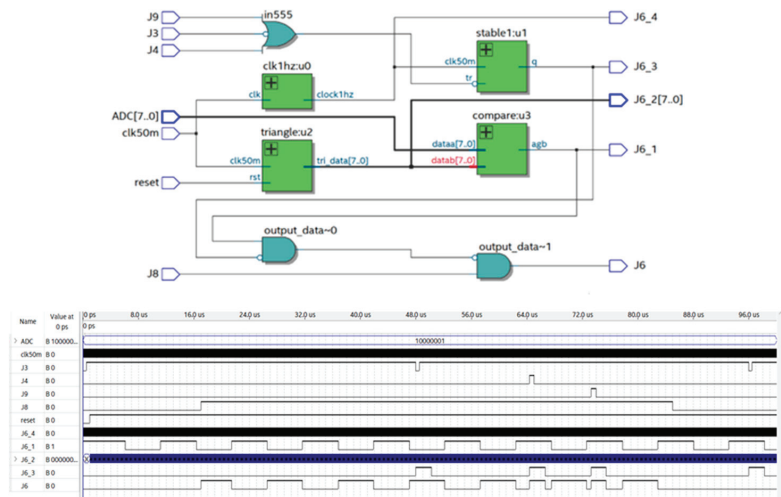 J9
in555
J6_4
J3
J4
stable1:u1
clk50m
q
J6_3
clk1hz:u0
tr
clk
clock1hz
J6_2[7..0]
ADC[7..0]
compare:u3
clk50m
triangle:u2
dataa[7..0]
agb
J6_1
clk50m
tri_data[7..0]
datab[7..0]
reset
rst
output_data~0
output_data~1
J8
J6
Name
Value at
0 ps
0 ps 8.0 us 16.0 us 24.0 us 32.0 us 40.0 us 48.0 us 56.0 us 64.0 us 72.0 us 80.0 us 88.0 us 96.0 us
0 ps
> ADC B 100000... 10000001
clk50m B 0
J3 B 0
J4 B 0
J9 B 0
J8 B 0
reset B 0
J6_4 B 0
J6_1 B 1
> J6_2 B 000000...
J6_3 B 0
J6 B 0